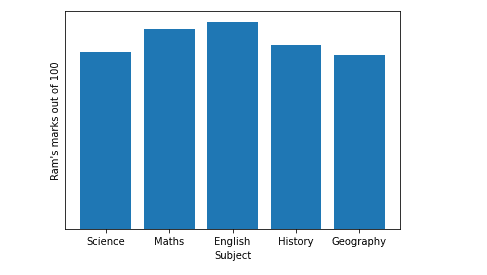 Ram's marks out of 100
Science Maths English History Geography
Subject